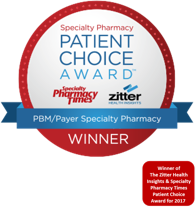 Specialty Pharmacy
PATIENT
CHOICE
AWARD™
Specialty
Pharmacy
Times
zitter
HEALTH INSIGHTS
PBM/Payer Specialty Pharmacy
WINNER
Winner of
The Zitter Health
Insights & Specialty
Pharmacy Times
Patient Choice
Award for 2017